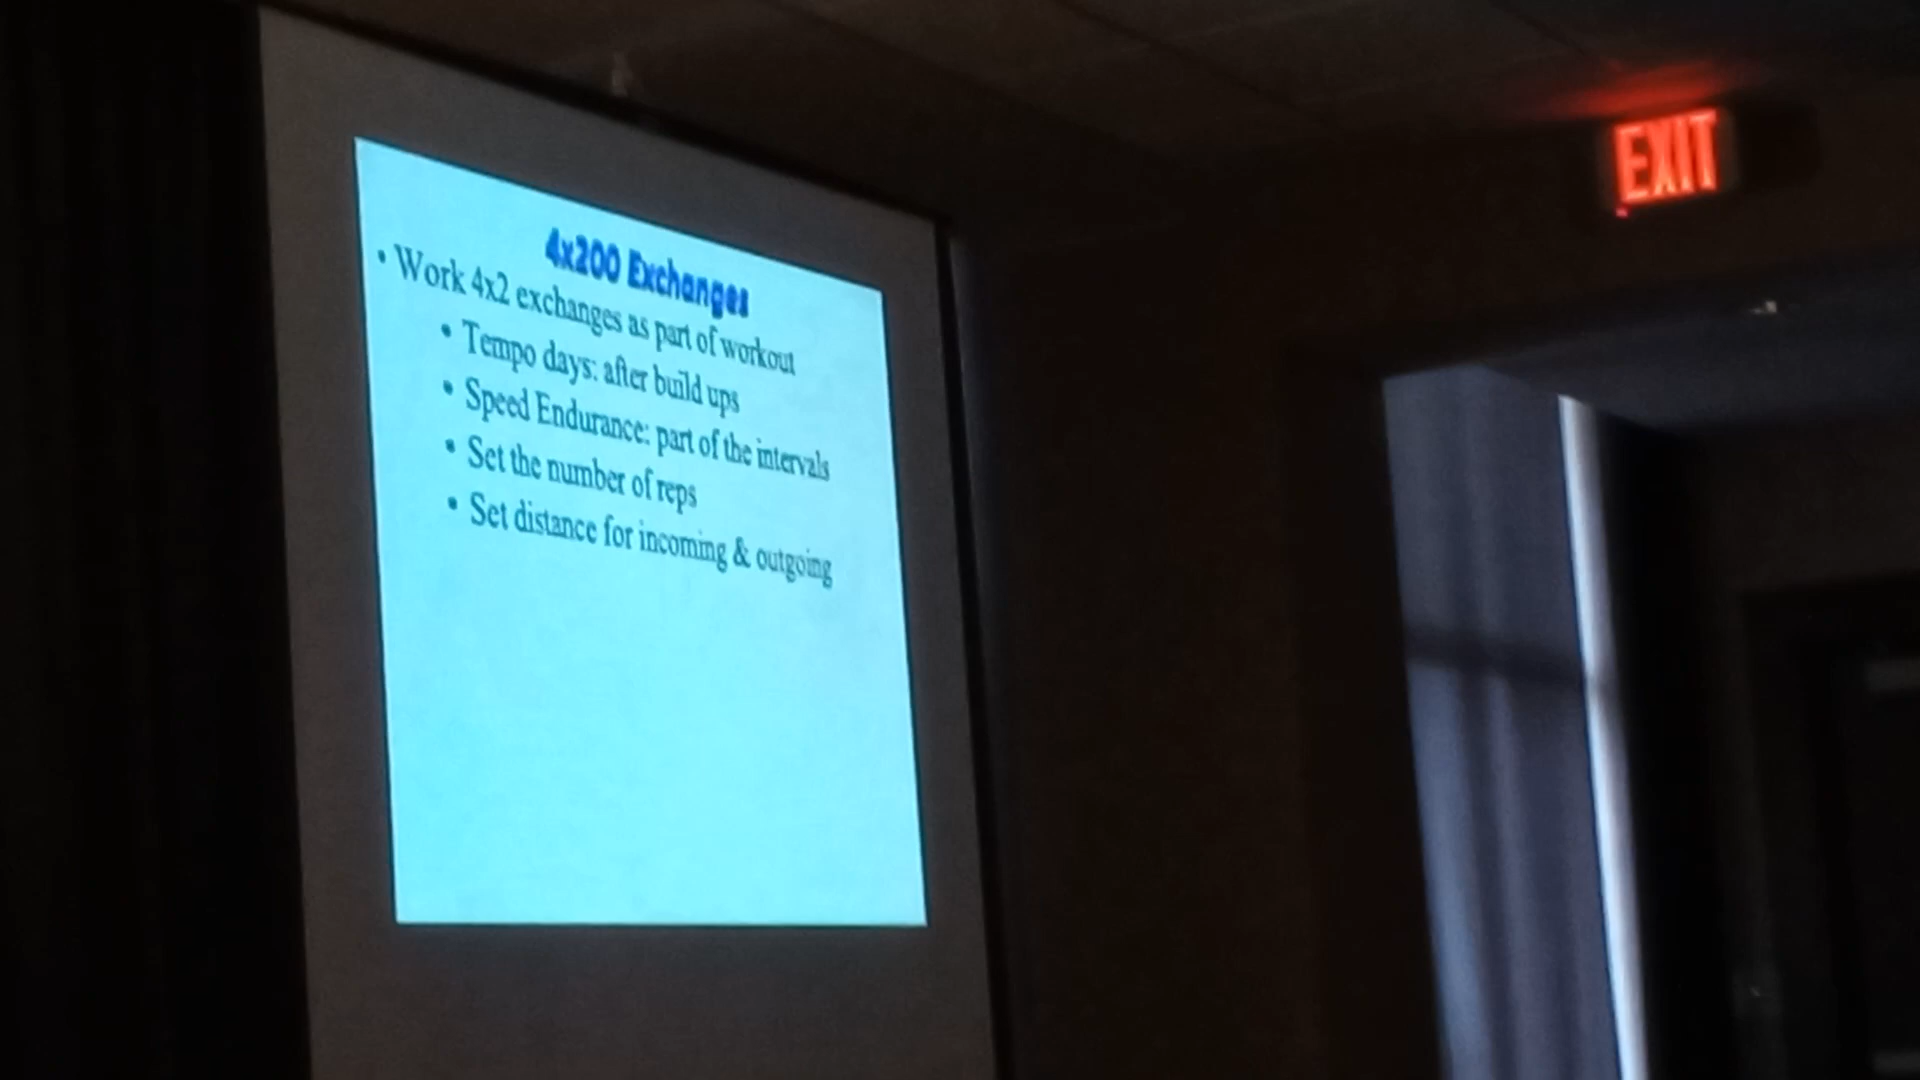 4x200 Exchanges
• Work 4x2 exchanges as part of workout
• Tempo days: after build ups
• Speed Endurance: part of the intervals
• Set the number of reps
• Set distance for incoming & outgoing
EXIT